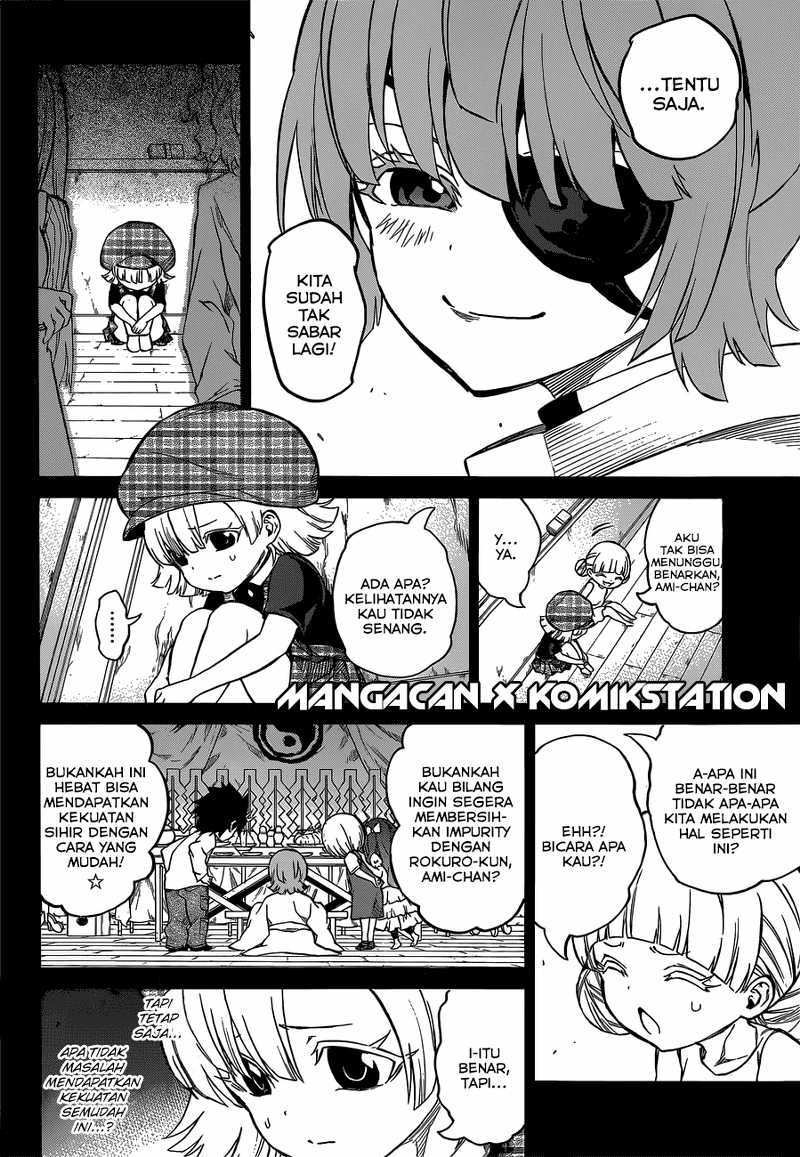 ...TENTU
SAJA.
KITA
SUDAH
TAK
SABAR
LAGI!
AKU
TAK BISA
MENUNGGU,
BENARKAN,
AMI-CHAN?
Y...
YA.
ADA APA?
KELIHATANNYA
KAU TIDAK
SENANG.
......
MANGACAN X KOMIKSTATION
A-APA INI
BENAR-BENAR
TIDAK APA-APA
KITA MELAKUKAN
HAL SEPERTI
INI?
EHH?!
BICARA APA
KAU?!
BUKANKAH
KAU BILANG
INGIN SEGERA
MEMBERSIH-
KAN IMPURITY
DENGAN
ROKURO-KUN,
AMI-CHAN?
BUKANKAH INI
HEBAT BISA
MENDAPATKAN
KEKUATAN
SIHIR DENGAN
CARA YANG
MUDAH!
☆
I-ITU
BENAR,
TAPI...
TAPI
TETAP
SAJA...
APA TIDAK
MASALAH
MENDAPATKAN
KEKUATAN
SEMUDAH
INI...?